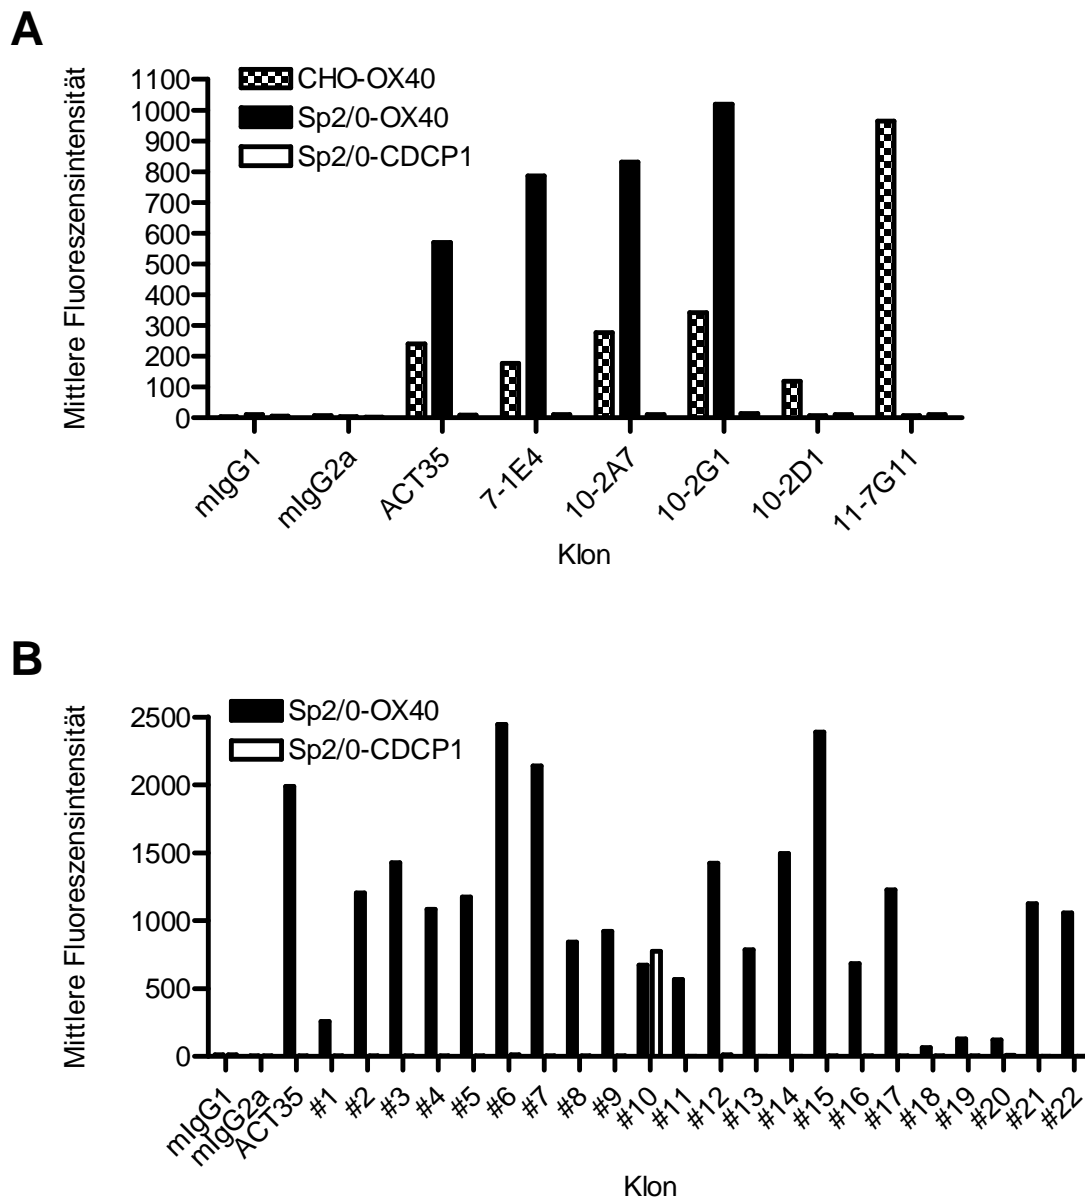 A
CHO-OX40
Sp2/0-OX40
Sp2/0-CDCP1
Mittlere Fluoreszensintität
1100
1000
900
800
700
600
500
400
300
200
100
0
mIgG1
mIgG2a
ACT35
7-1E4
10-2A7
10-2G1
10-2D1
11-7G11
Klon
B
Sp2/0-OX40
Sp2/0-CDCP1
Mittlere Fluoreszensintität
2500
2000
1500
1000
500
0
mIgG1
mIgG2a
ACT35
#1
#2
#3
#4
#5
#6
#7
#8
#9
#10
#11
#12
#13
#14
#15
#16
#17
#18
#19
#20
#21
#22
Klon